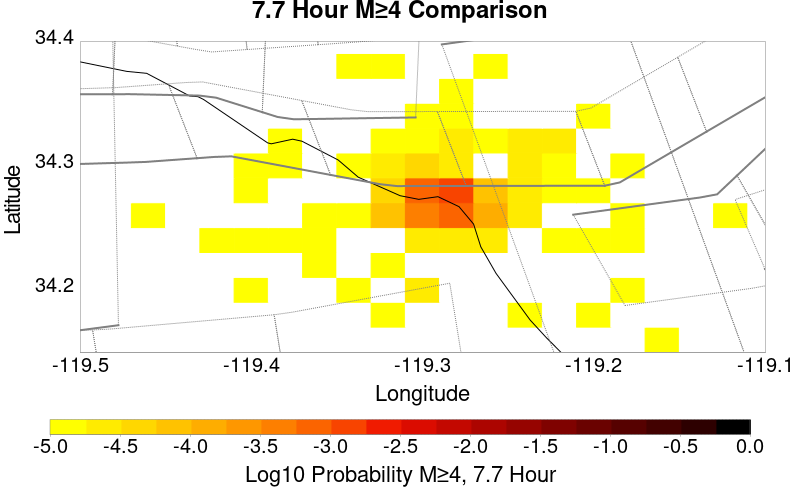 7.7 Hour M≥4 Comparison
34.4
34.3
34.2
Latitude
-119.5 -119.4 -119.3 -119.2 -119.1
Longitude
-5.0 -4.5 -4.0 -3.5 -3.0 -2.5 -2.0 -1.5 -1.0 -0.5 0.0
Log10 Probability M≥4, 7.7 Hour